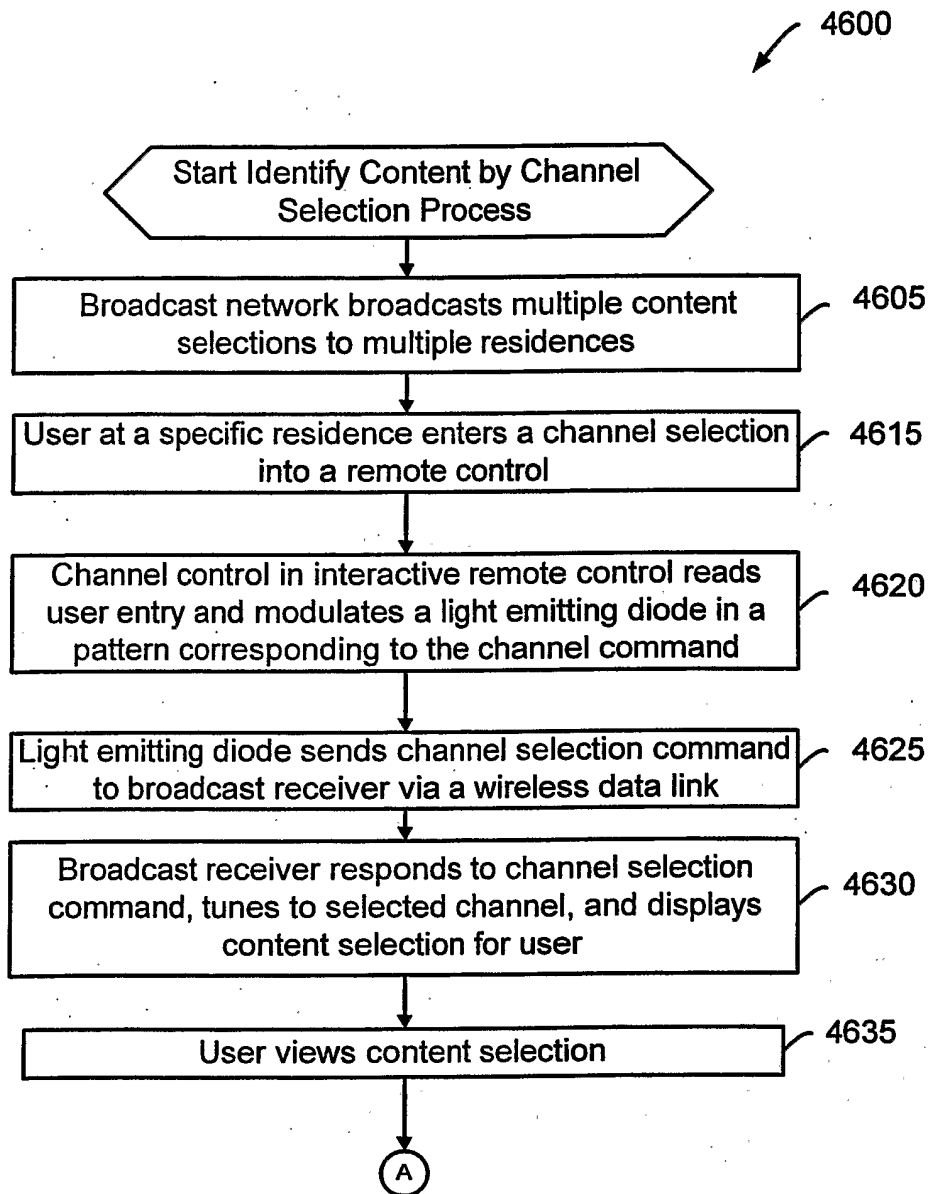 4600
Start Identify Content by Channel
Selection Process
Broadcast network broadcasts multiple content
selections to multiple residences
4605
User at a specific residence enters a channel selection
into a remote control
4615
Channel control in interactive remote control reads
user entry and modulates a light emitting diode in a
pattern corresponding to the channel command
4620
Light emitting diode sends channel selection command
to broadcast receiver via a wireless data link
4625
Broadcast receiver responds to channel selection
command, tunes to selected channel, and displays
content selection for user
4630
User views content selection
4635
A